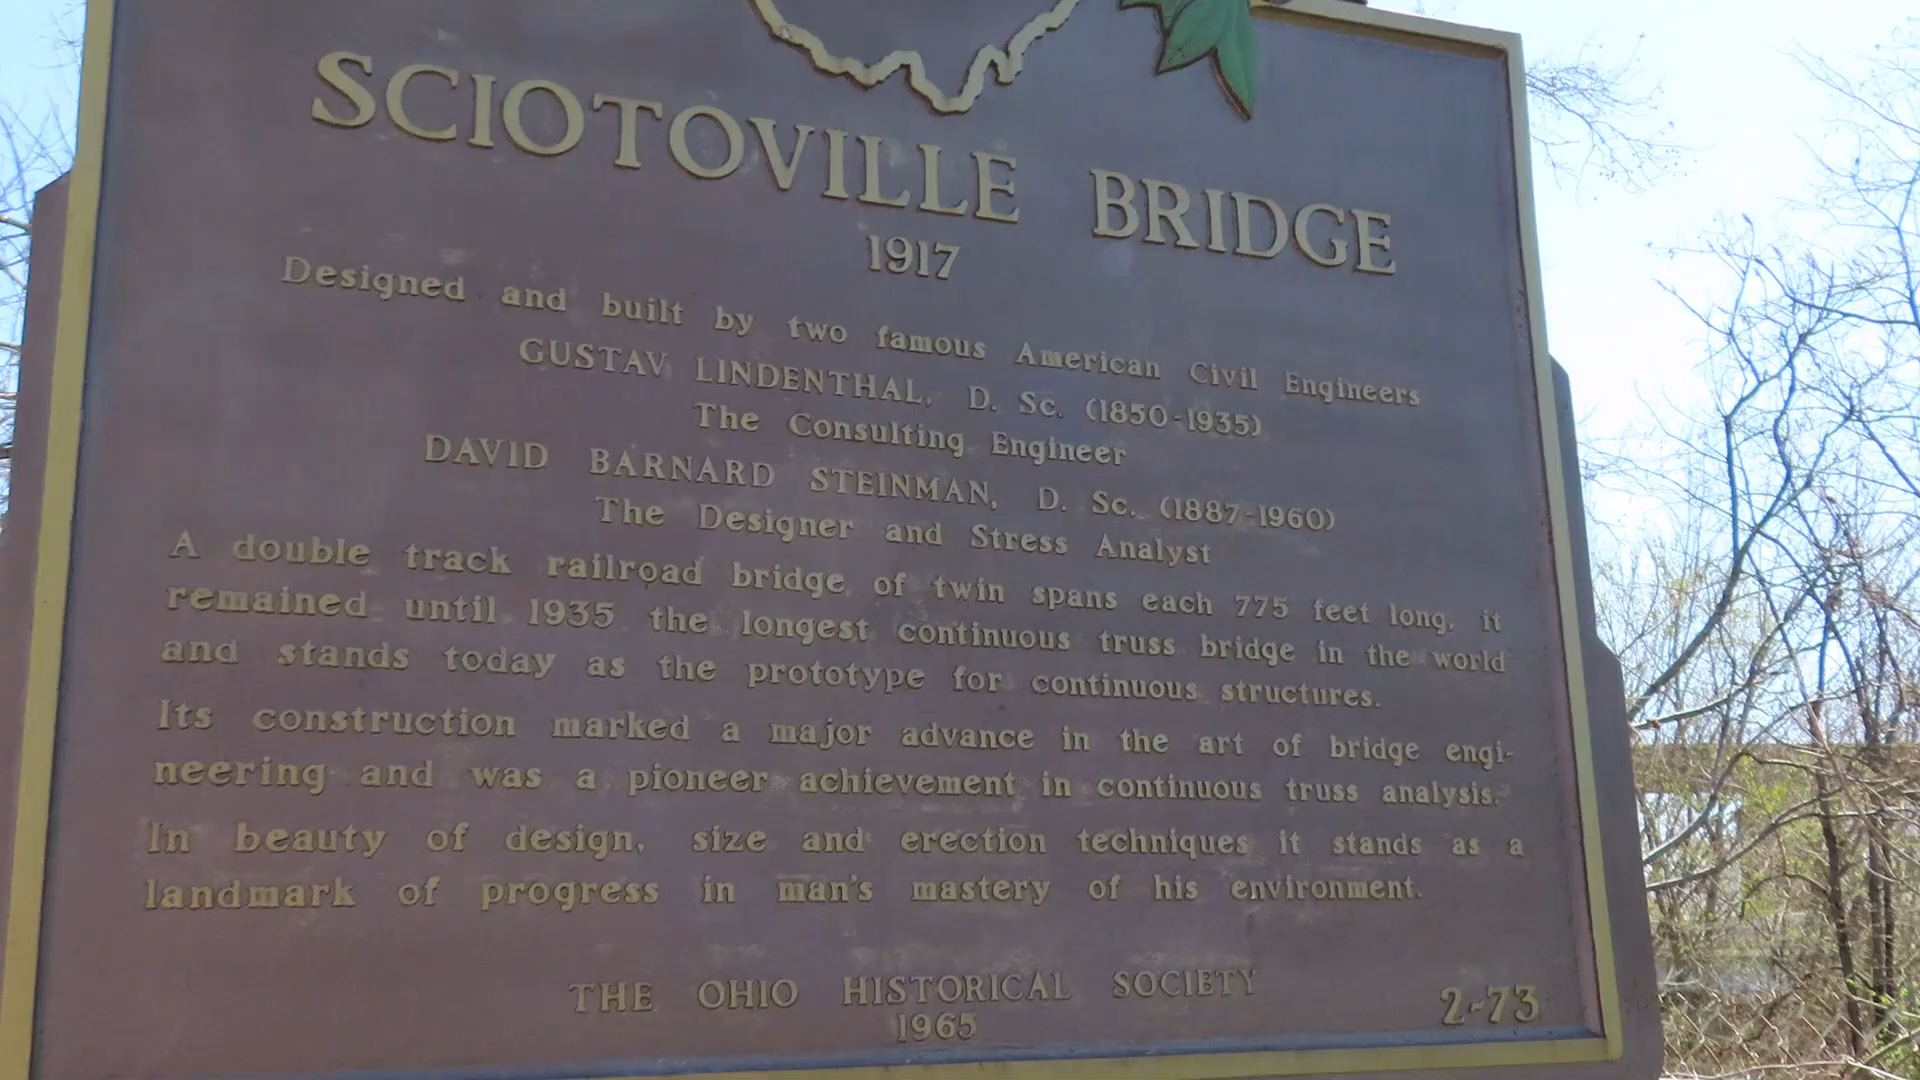 SCIOTOVILLE BRIDGE
1917
Designed and built by two famous American Civil Engineers
GUSTAV LINDENTHAL, D. Sc. (1850-1935)
The Consulting Engineer
DAVID BARNARD STEINMAN, D. Sc. (1887-1960)
The Designer and Stress Analyst
A double track railroad bridge of twin spans each 775 feet long, it
remained until 1935 the longest continuous truss bridge in the world
and stands today as the prototype for continuous structures.
Its construction marked a major advance in the art of bridge engi-
neering and was a pioneer achievement in continuous truss analysis.
In beauty of design, size and erection techniques it stands as a
landmark of progress in man's mastery of his environment.
THE OHIO HISTORICAL SOCIETY
1965
2-73